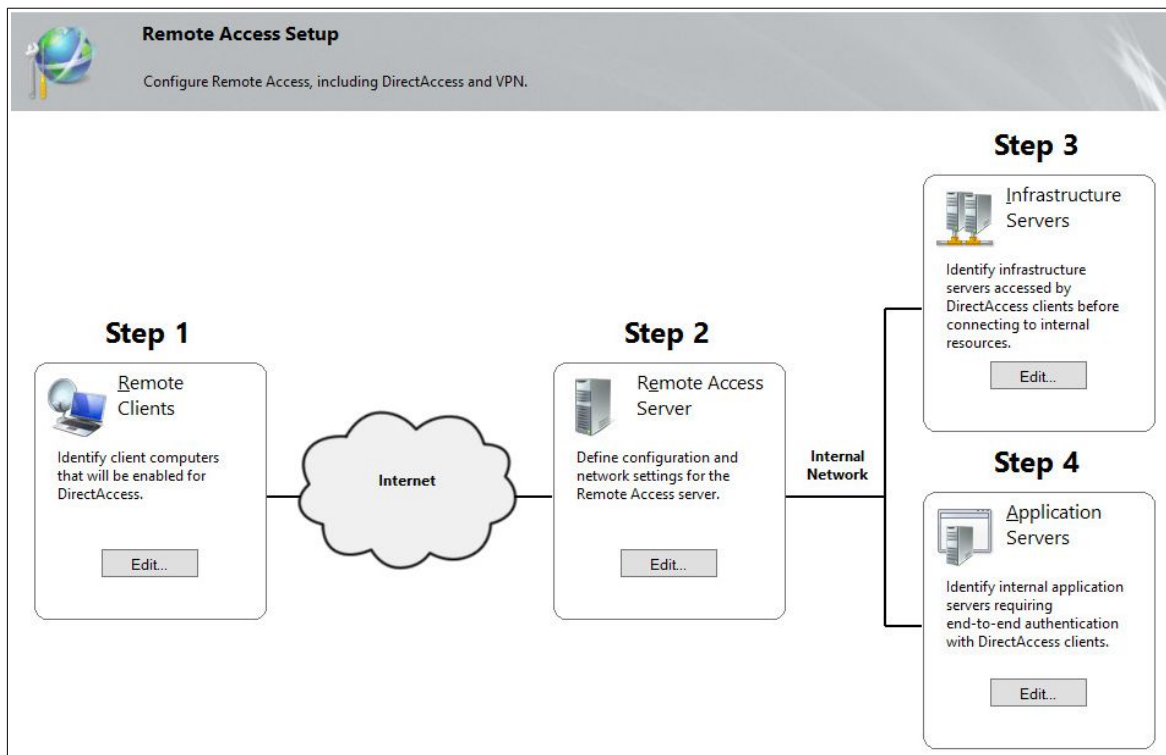 Remote Access Setup
Configure Remote Access, including DirectAccess and VPN.
Step 1
Remote
Clients
Identify client computers
that will be enabled for
DirectAccess.
Edit...
Internet
Step 2
Remote Access
Server
Define configuration and
network settings for the
Remote Access server.
Edit...
Internal
Network
Step 3
Infrastructure
Servers
Identify infrastructure
servers accessed by
DirectAccess clients before
connecting to internal
resources.
Edit...
Step 4
Application
Servers
Identify internal application
servers requiring
end-to-end authentication
with DirectAccess clients.
Edit...